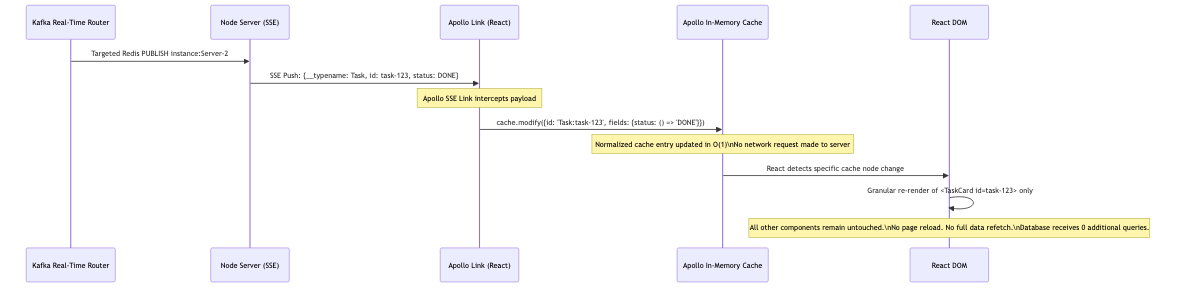 Kafka Real-Time Router
Node Server (SSE)
Apollo Link (React)
Apollo In-Memory Cache
React DOM
Targeted Redis PUBLISH instance:Server-2
SSE Push: {__typename: Task, id: task-123, status: DONE}
Apollo SSE Link intercepts payload
cache.modify({id: 'Task:task-123', fields: {status: () => 'DONE'}})
Normalized cache entry updated in O(1)\nNo network request made to server
React detects specific cache node change
Granular re-render of <TaskCard id=task-123> only
All other components remain untouched.\nNo page reload. No full data refetch.\nDatabase receives 0 additional queries.
Kafka Real-Time Router
Node Server (SSE)
Apollo Link (React)
Apollo In-Memory Cache
React DOM